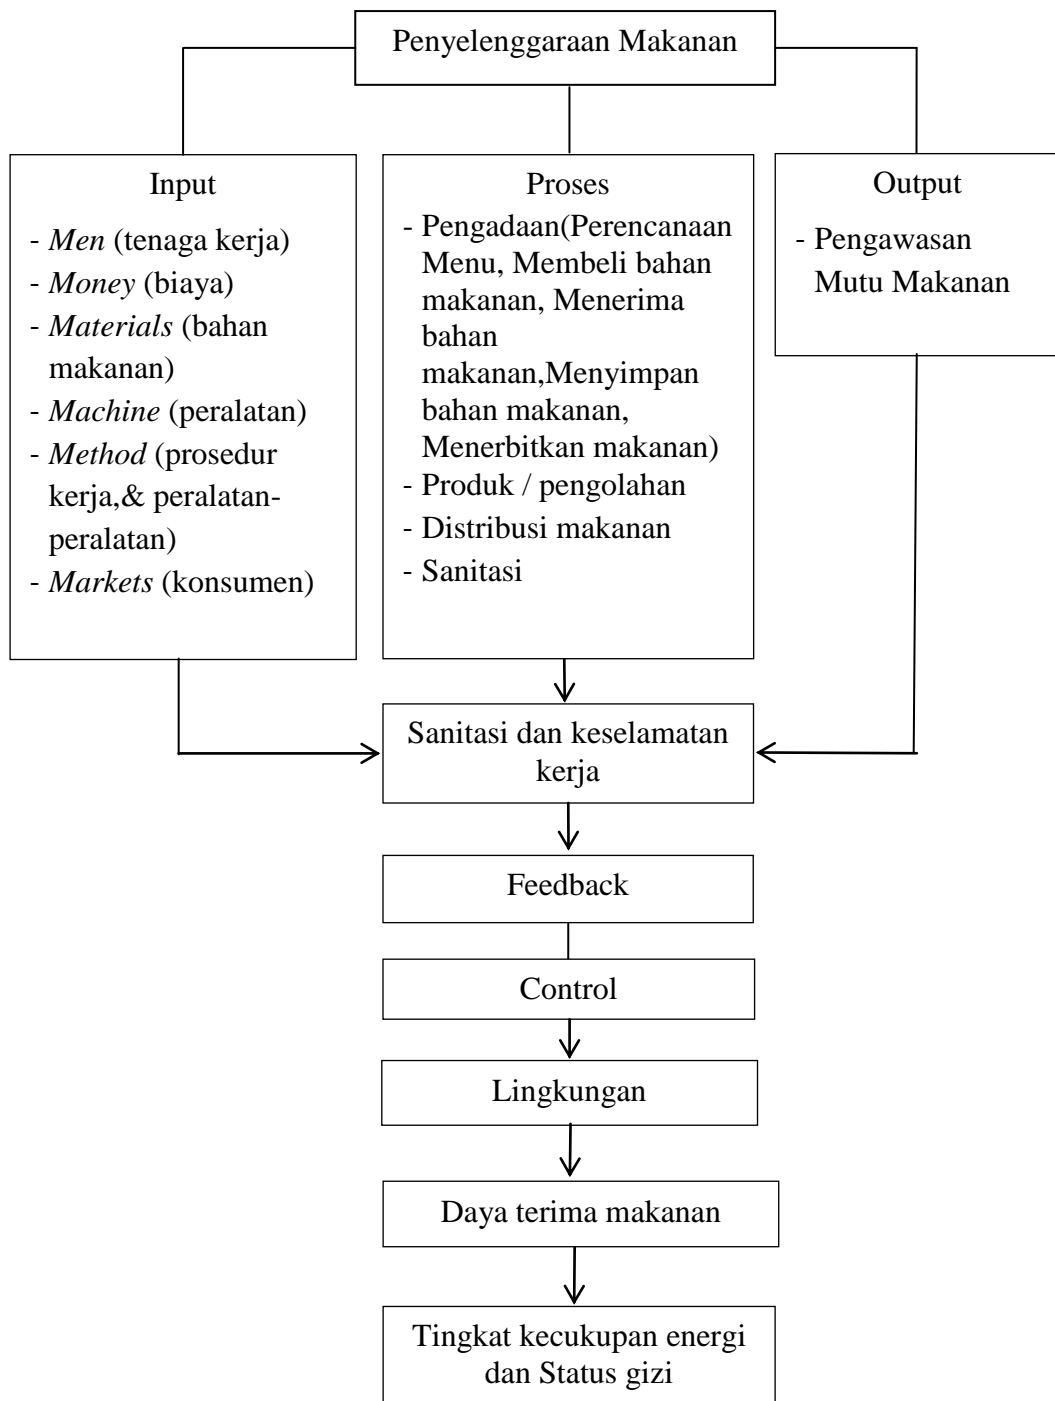 Penyelenggaraan Makanan
Input
- Men (tenaga kerja)
- Money (biaya)
- Materials (bahan
makanan)
- Machine (peralatan)
- Method (prosedur
kerja,& peralatan-
peralatan)
- Markets (konsumen)
Proses
- Pengadaan(Perencanaan
Menu, Membeli bahan
makanan, Menerima
bahan
makanan,Menyimpan
bahan makanan,
Menerbitkan makanan)
- Produk / pengolahan
- Distribusi makanan
- Sanitasi
Output
- Pengawasan
Mutu Makanan
Sanitasi dan keselamatan
kerja
Feedback
Control
Lingkungan
Daya terima makanan
Tingkat kecukupan energi
dan Status gizi